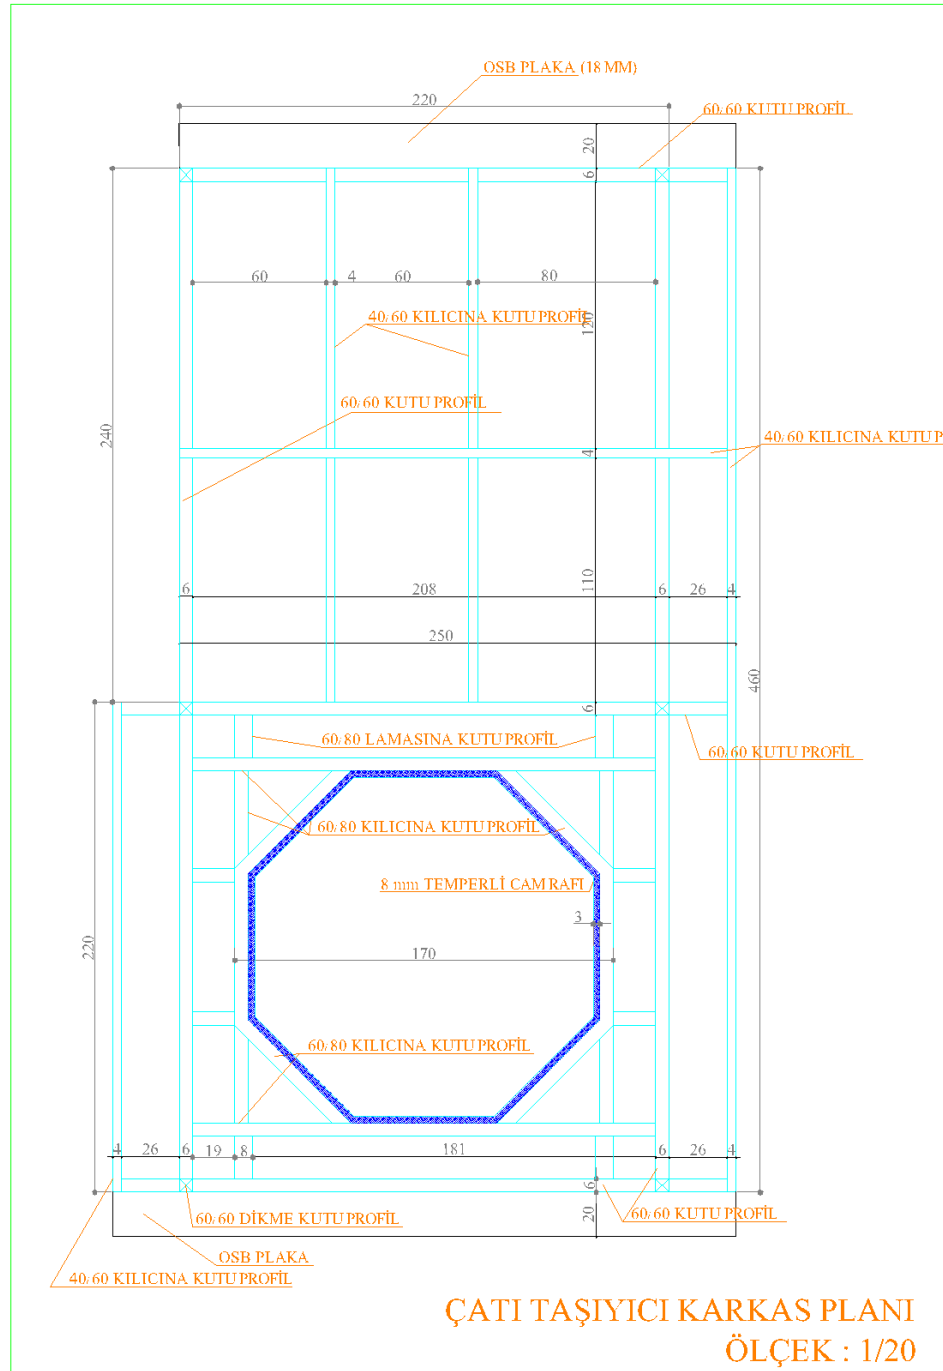 OSB PLAKA (18 MM)
220
60/60 KUTU PROFİL
20
6
60
4
60
80
40/60 KILICINA KUTU PROFİL
120
60/60 KUTU PROFİL
240
40/60 KILICINA KUTU P
4
6
208
110
6
26
4
250
460
6
60/80 LAMASINA KUTU PROFİL
60/60 KUTU PROFİL
60/80 KILICINA KUTU PROFİL
8 mm TEMPERLİ CAM RAFI
3
220
170
60/80 KILICINA KUTU PROFİL
4
26
6
19
8
181
6
26
4
6
20
60/60 DİKME KUTU PROFİL
60/60 KUTU PROFİL
OSB PLAKA
40/60 KILICINA KUTU PROFİL
ÇATI TAŞIYICI KARKAS PLANI
ÖLÇEK : 1/20